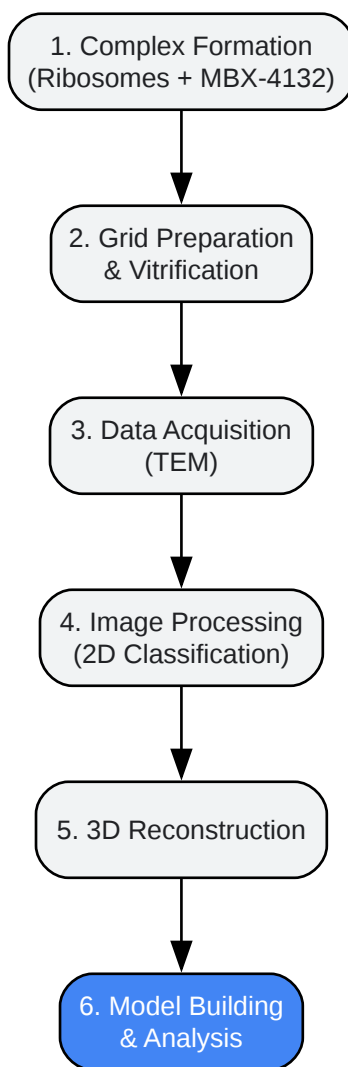 1. Complex Formation
(Ribosomes + MBX-4132)
2. Grid Preparation
& Vitrification
3. Data Acquisition
(TEM)
4. Image Processing
(2D Classification)
5. 3D Reconstruction
6. Model Building
& Analysis